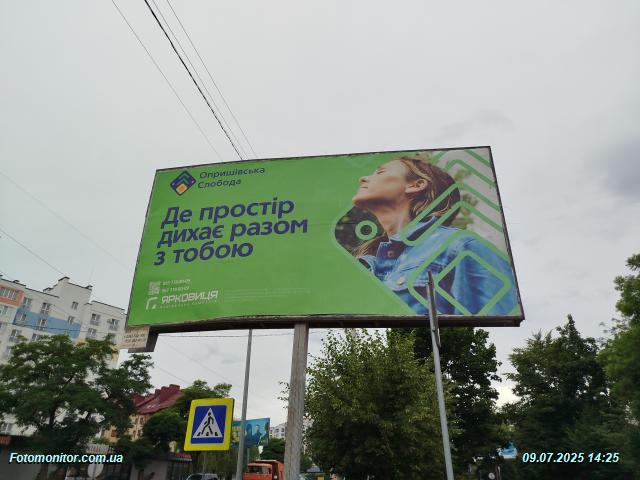 Опришівська
Слобода
Де простір
дихає разом
з тобою
ЯРКОВИЦЯ
Fotomonitor.com.ua
09.07.2025 14:25